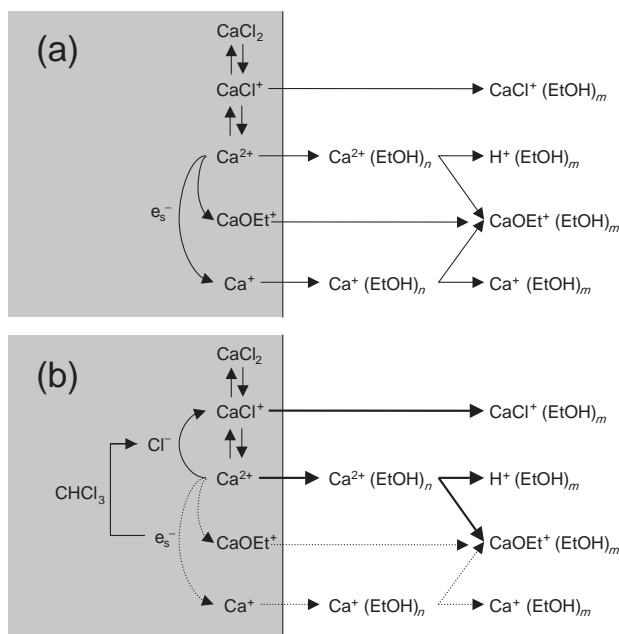 (a)
CaCl₂
CaCl⁺ CaCl⁺ (EtOH)ₘ
Ca²⁺ Ca²⁺ (EtOH)ₙ H⁺ (EtOH)ₘ
eₛ⁻ CaOEt⁺ CaOEt⁺ (EtOH)ₘ
Ca⁺ Ca⁺ (EtOH)ₙ Ca⁺ (EtOH)ₘ
(b)
CaCl₂
CaCl⁺ CaCl⁺ (EtOH)ₘ
Cl⁻
Ca²⁺ Ca²⁺ (EtOH)ₙ H⁺ (EtOH)ₘ
CHCl₃
eₛ⁻ CaOEt⁺ CaOEt⁺ (EtOH)ₘ
Ca⁺ Ca⁺ (EtOH)ₙ Ca⁺ (EtOH)ₘ